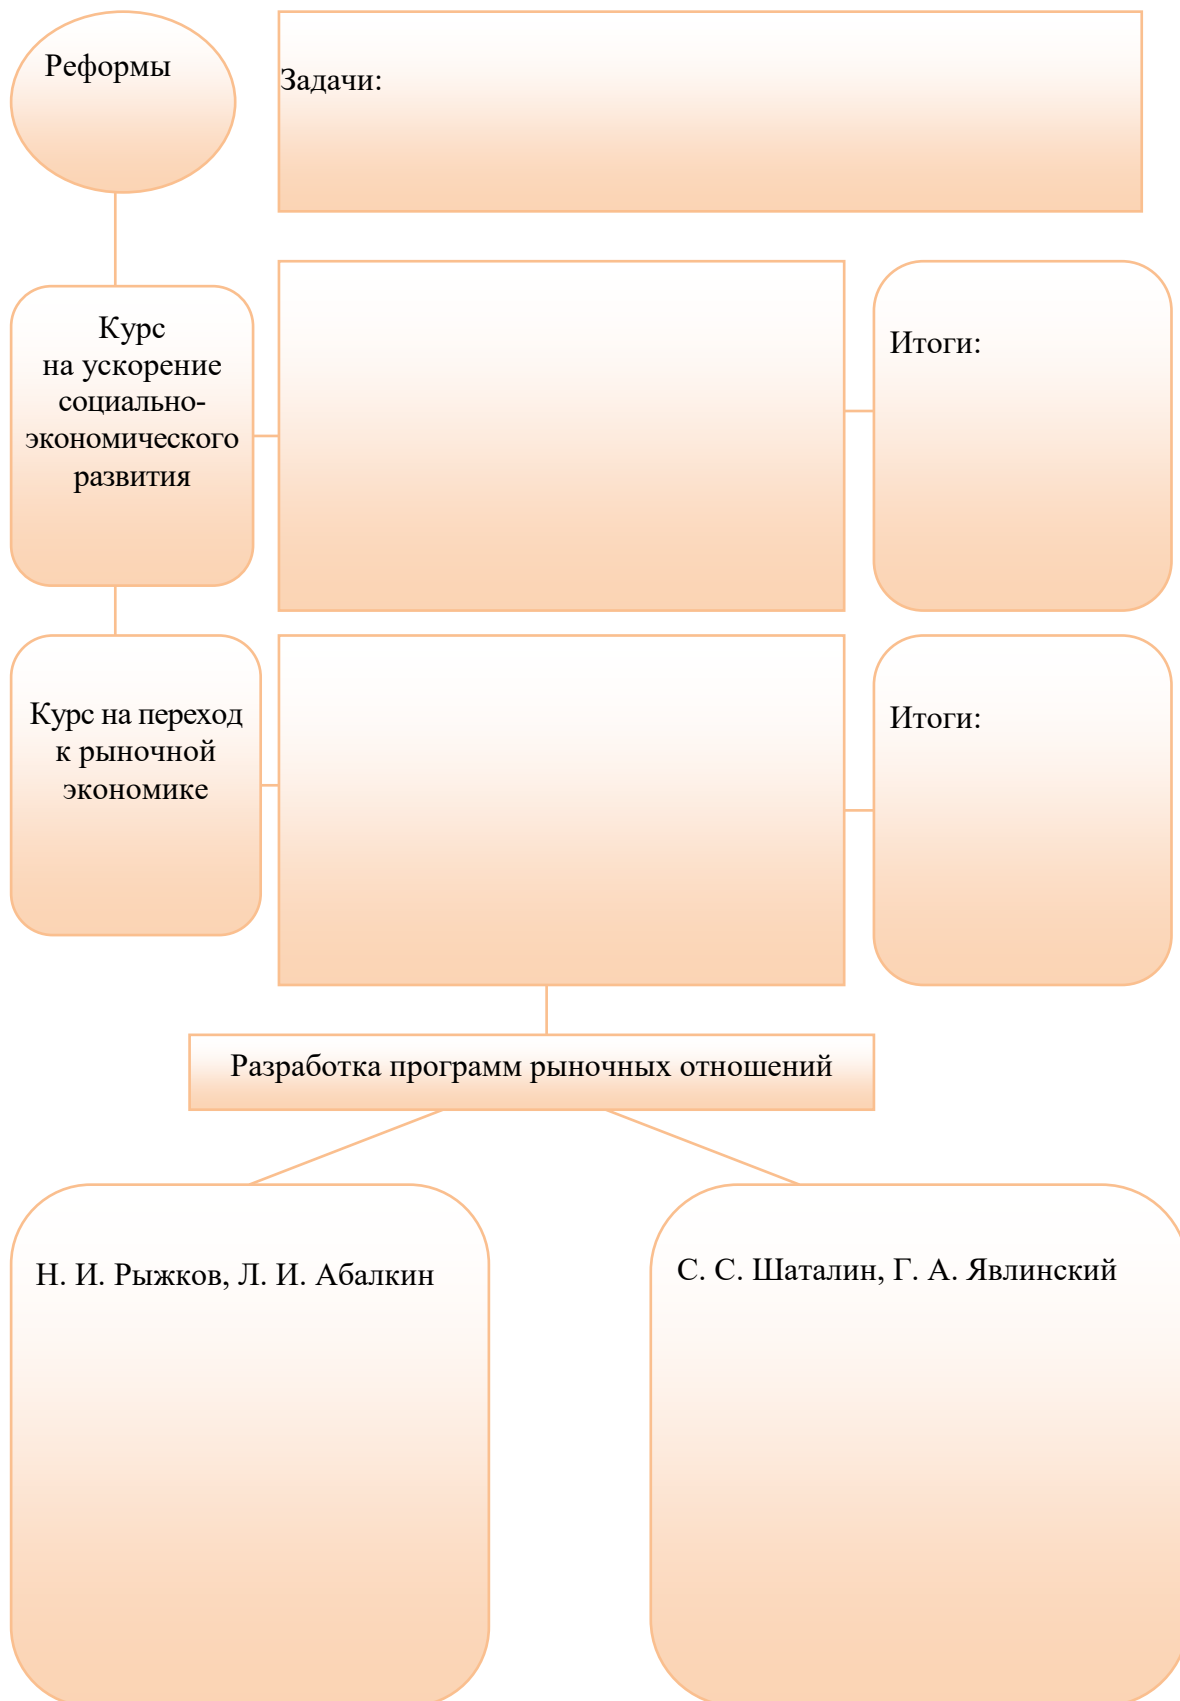 Реформы
Задачи:
Курс
на ускорение
социально-
экономического
развития
Итоги:
Курс на переход
к рыночной
экономике
Итоги:
Разработка программ рыночных отношений
Н. И. Рыжков, Л. И. Абалкин
С. С. Шаталин, Г. А. Явлинский